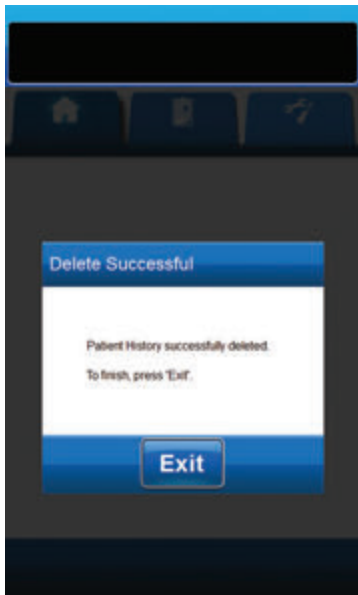 Delete Successful
Patient History successfully deleted.
To finish, press 'Exit'.
Exit